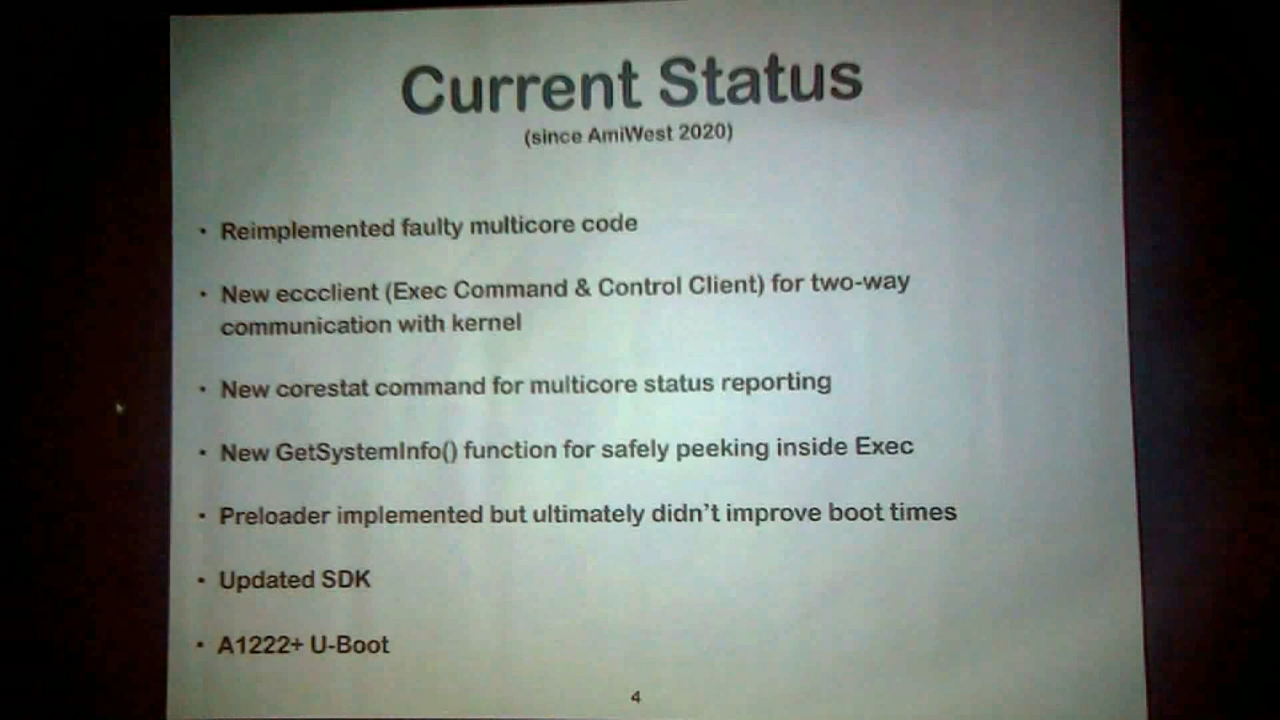 Current Status
(since AmiWest 2020)
• Reimplemented faulty multicore code
• New eccclient (Exec Command & Control Client) for two-way
communication with kernel
• New corestat command for multicore status reporting
• New GetSystemInfo() function for safely peeking inside Exec
• Preloader implemented but ultimately didn't improve boot times
• Updated SDK
• A1222+ U-Boot
4